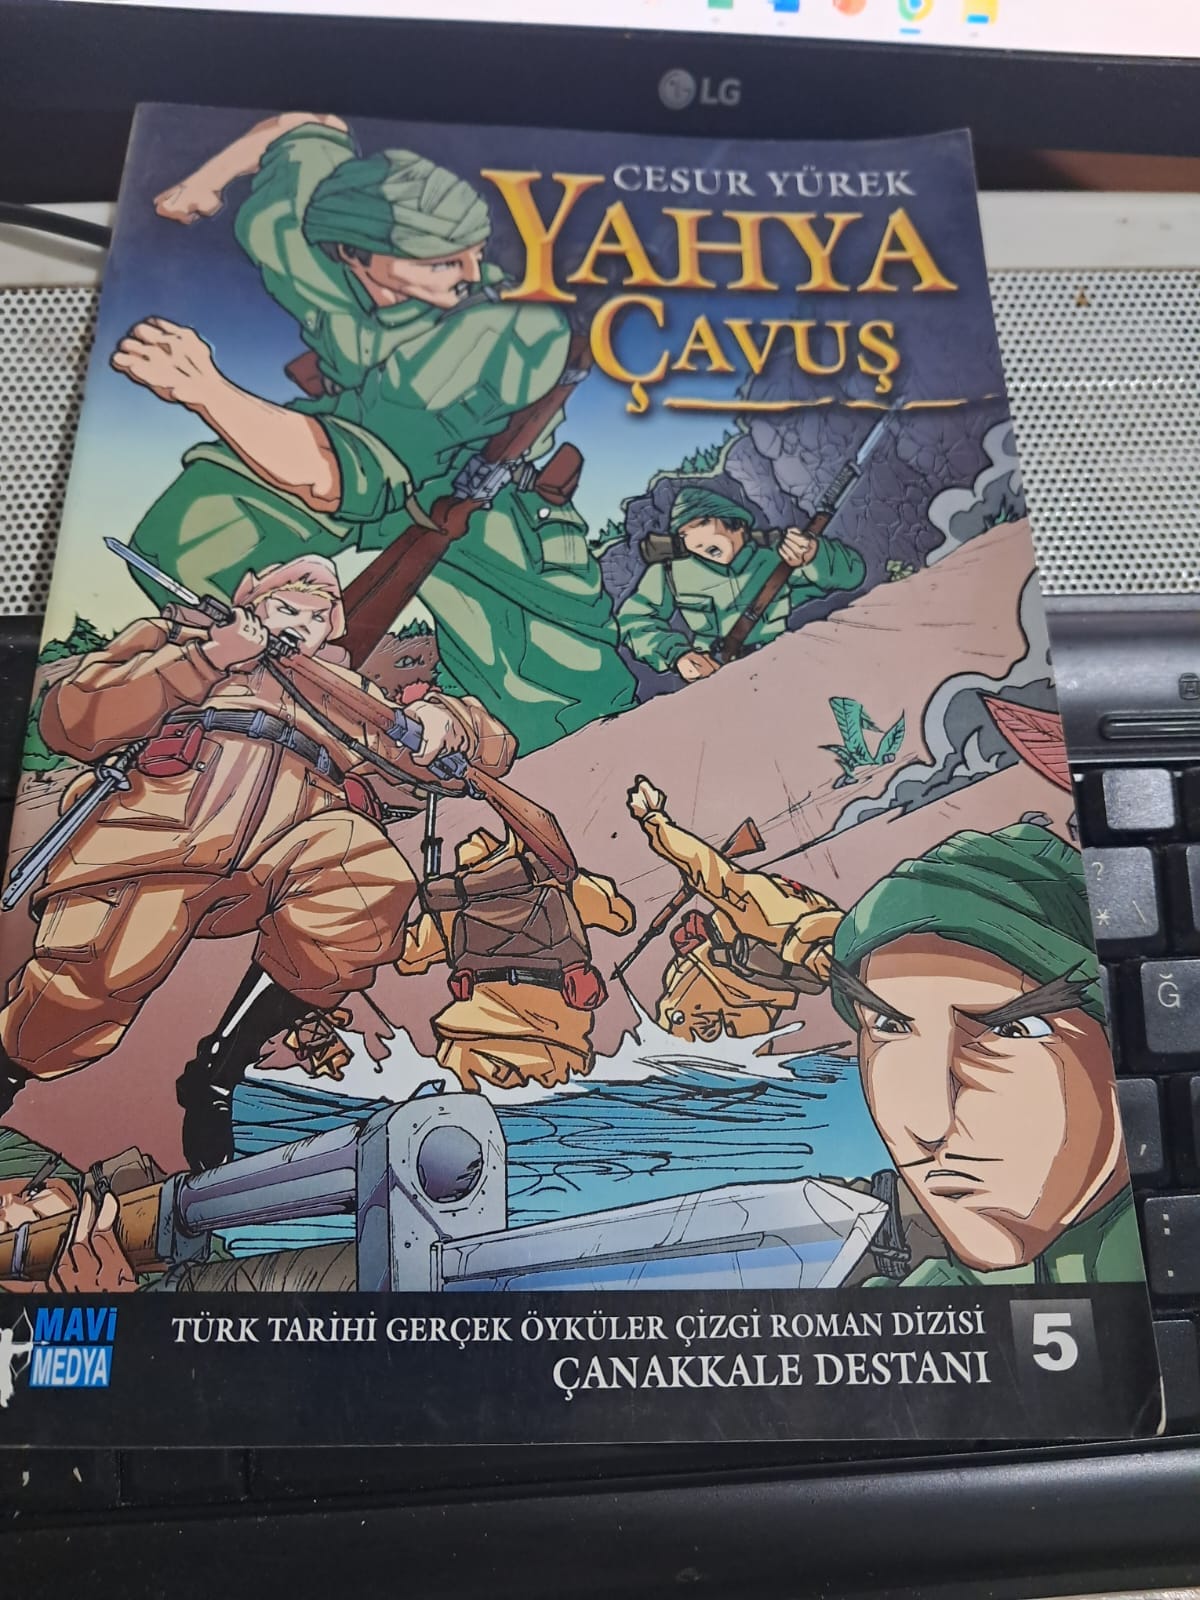 LG
CESUR YÜREK
YAHYA
ÇAVUŞ
MAVİ
MEDYA
TÜRK TARİHİ GERÇEK ÖYKÜLER ÇİZGİ ROMAN DİZİSİ
ÇANAKKALE DESTANI
5
?
* \
Ğ